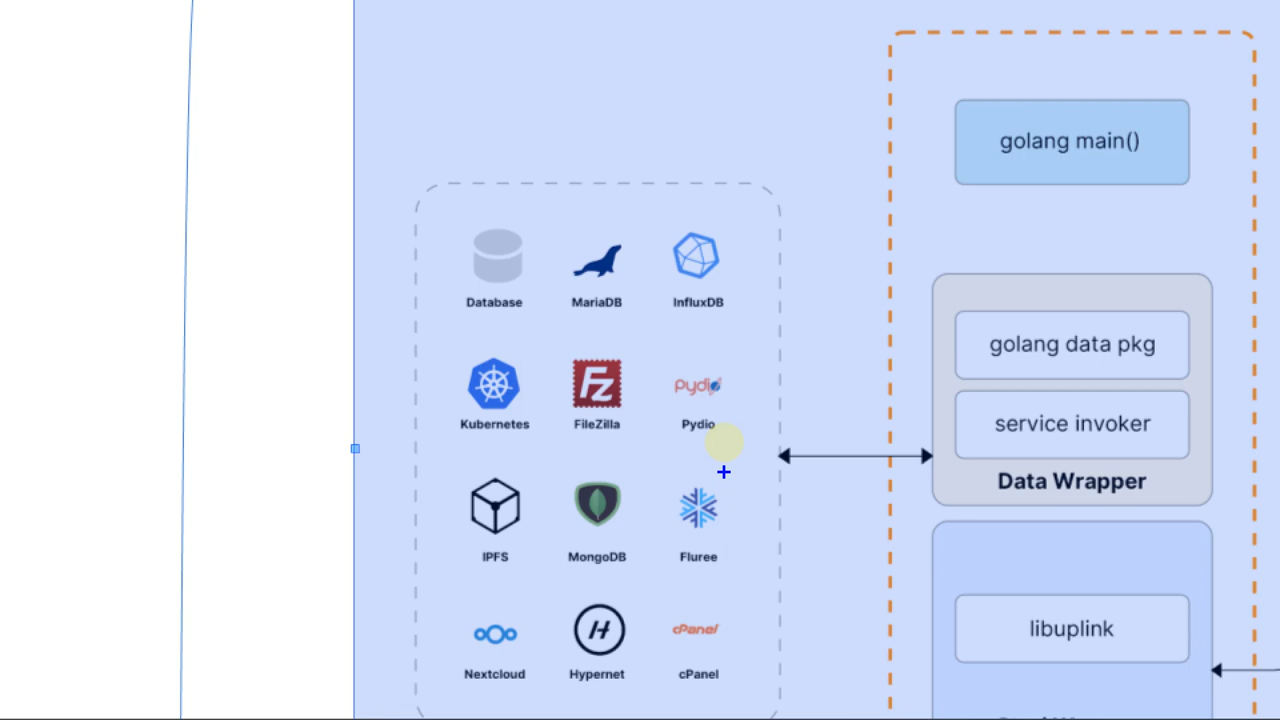 golang main()
Database MariaDB InfluxDB
golang data pkg
Fz pydio
Kubernetes FileZilla Pydio
service invoker
Data Wrapper
IPFS MongoDB Fluree
libuplink
H cPanel
Nextcloud Hypernet cPanel